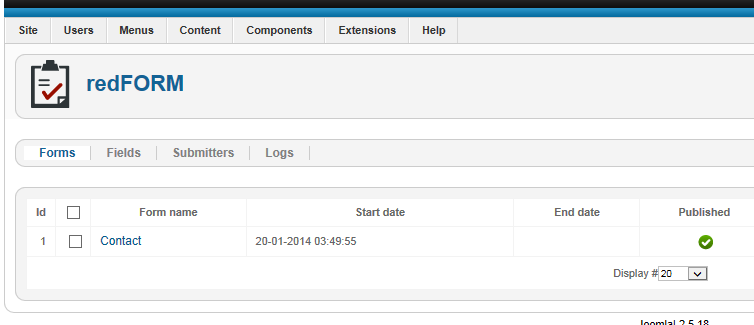 Site Users Menus Content Components Extensions Help
redFORM
Forms Fields Submitters Logs
Id Form name Start date End date Published
1 Contact 20-01-2014 03:49:55
Display # 20
Joomla! 2.5.18